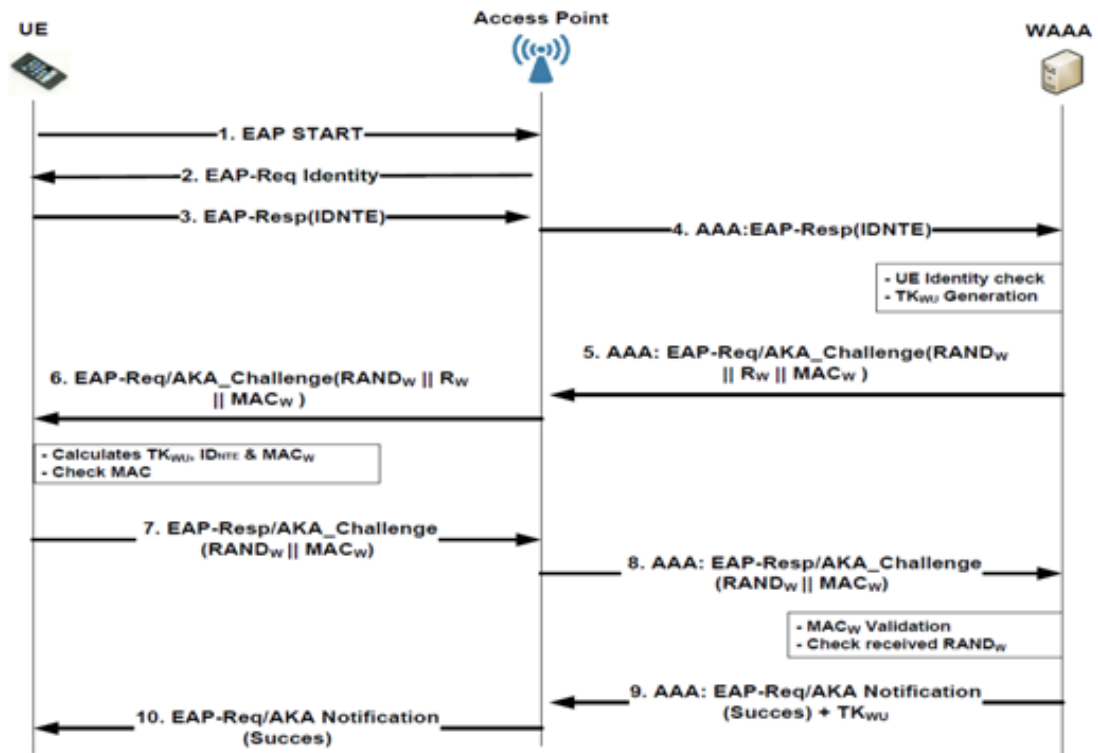 Access Point
UE
WAAA
1. EAP START
2. EAP-Req Identity
3. EAP-Resp(IDNTE)
4. AAA:EAP-Resp(IDNTE)
- UE Identity check
- TKWU Generation
5. AAA: EAP-Req/AKA_Challenge(RANDW
|| RW || MACW )
6. EAP-Req/AKA_Challenge(RANDW || RW
|| MACW )
- Calculates TKWU, IDNTE & MACW
- Check MAC
7. EAP-Resp/AKA_Challenge
(RANDW || MACW)
8. AAA: EAP-Resp/AKA_Challenge
(RANDW || MACW)
- MACW Validation
- Check received RANDW
9. AAA: EAP-Req/AKA Notification
(Succes) + TKWU
10. EAP-Req/AKA Notification
(Succes)